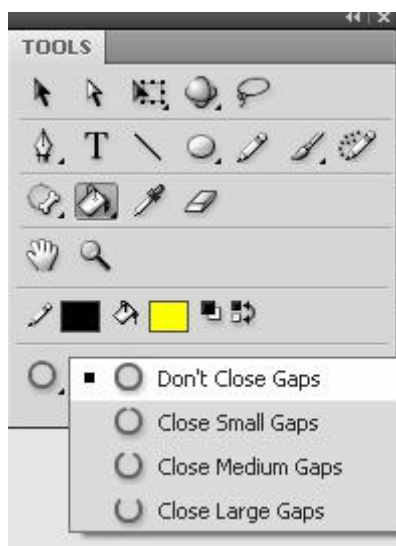 TOOLS
T
Don't Close Gaps
Close Small Gaps
Close Medium Gaps
Close Large Gaps